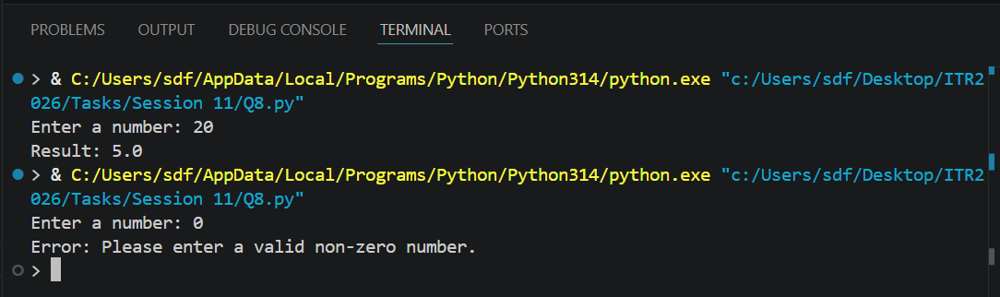 PROBLEMS OUTPUT DEBUG CONSOLE TERMINAL PORTS
> & C:/Users/sdf/AppData/Local/Programs/Python/Python314/python.exe "c:/Users/sdf/Desktop/ITR2
026/Tasks/Session 11/Q8.py"
Enter a number: 20
Result: 5.0
> & C:/Users/sdf/AppData/Local/Programs/Python/Python314/python.exe "c:/Users/sdf/Desktop/ITR2
026/Tasks/Session 11/Q8.py"
Enter a number: 0
Error: Please enter a valid non-zero number.
>